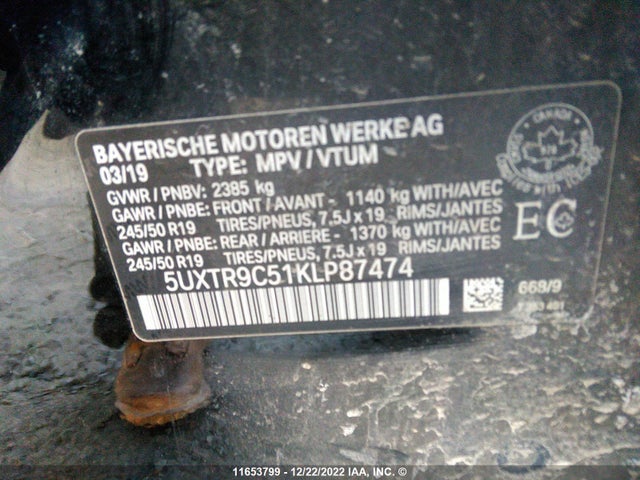 BAYERISCHE MOTOREN WERKE AG
03/19 TYPE: MPV / VTUM
GVWR / PNBV: 2385 kg
GAWR / PNBE: FRONT / AVANT - 1140 kg WITH/AVEC
245/50 R19 TIRES/PNEUS, 7.5J x 19 RIMS/JANTES
GAWR / PNBE: REAR / ARRIERE - 1370 kg WITH/AVEC
245/50 R19 TIRES/PNEUS, 7.5J x 19 RIMS/JANTES
5UXTR9C51KLP87474
CANADA
EC
668/9
11653799 - 12/22/2022 IAA, INC. ©